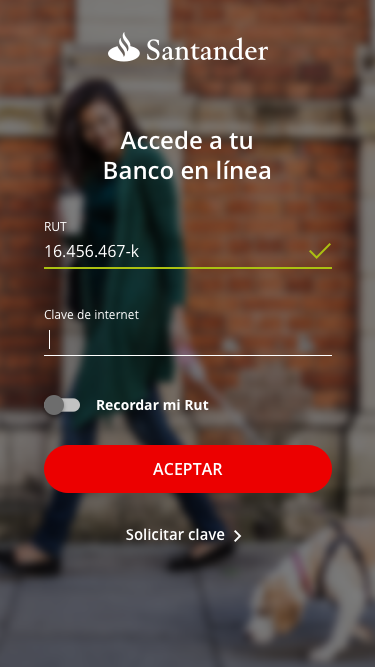 Santander
Accede a tu
Banco en línea
RUT
16.456.467-k
Clave de internet
Recordar mi Rut
ACEPTAR
Solicitar clave